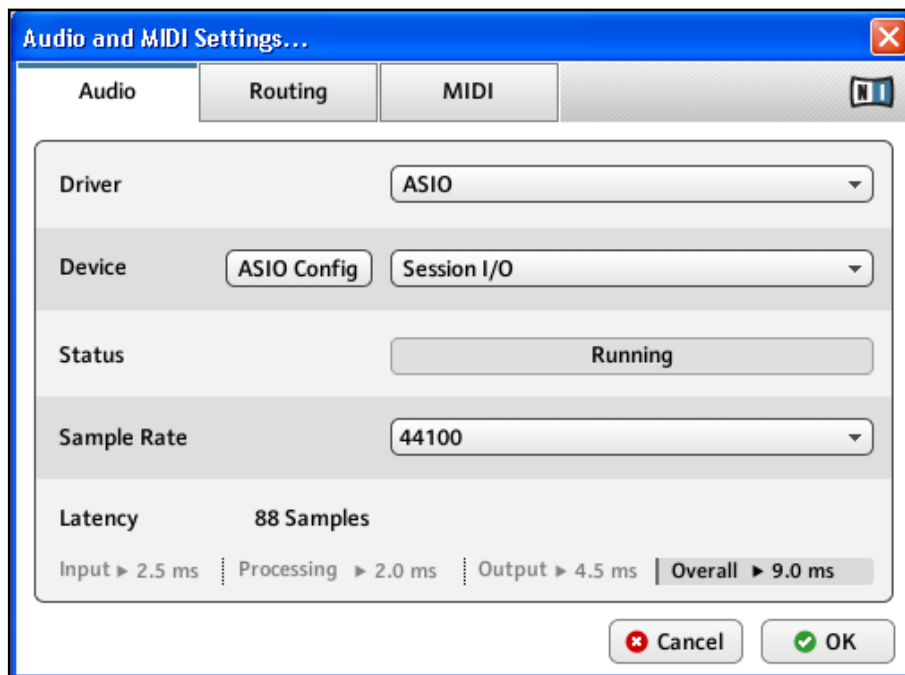 Audio and MIDI Settings...
Audio Routing MIDI NI
Driver ASIO
Device ASIO Config Session I/O
Status Running
Sample Rate 44100
Latency 88 Samples
Input ▸ 2.5 ms Processing ▸ 2.0 ms Output ▸ 4.5 ms Overall ▸ 9.0 ms
Cancel OK